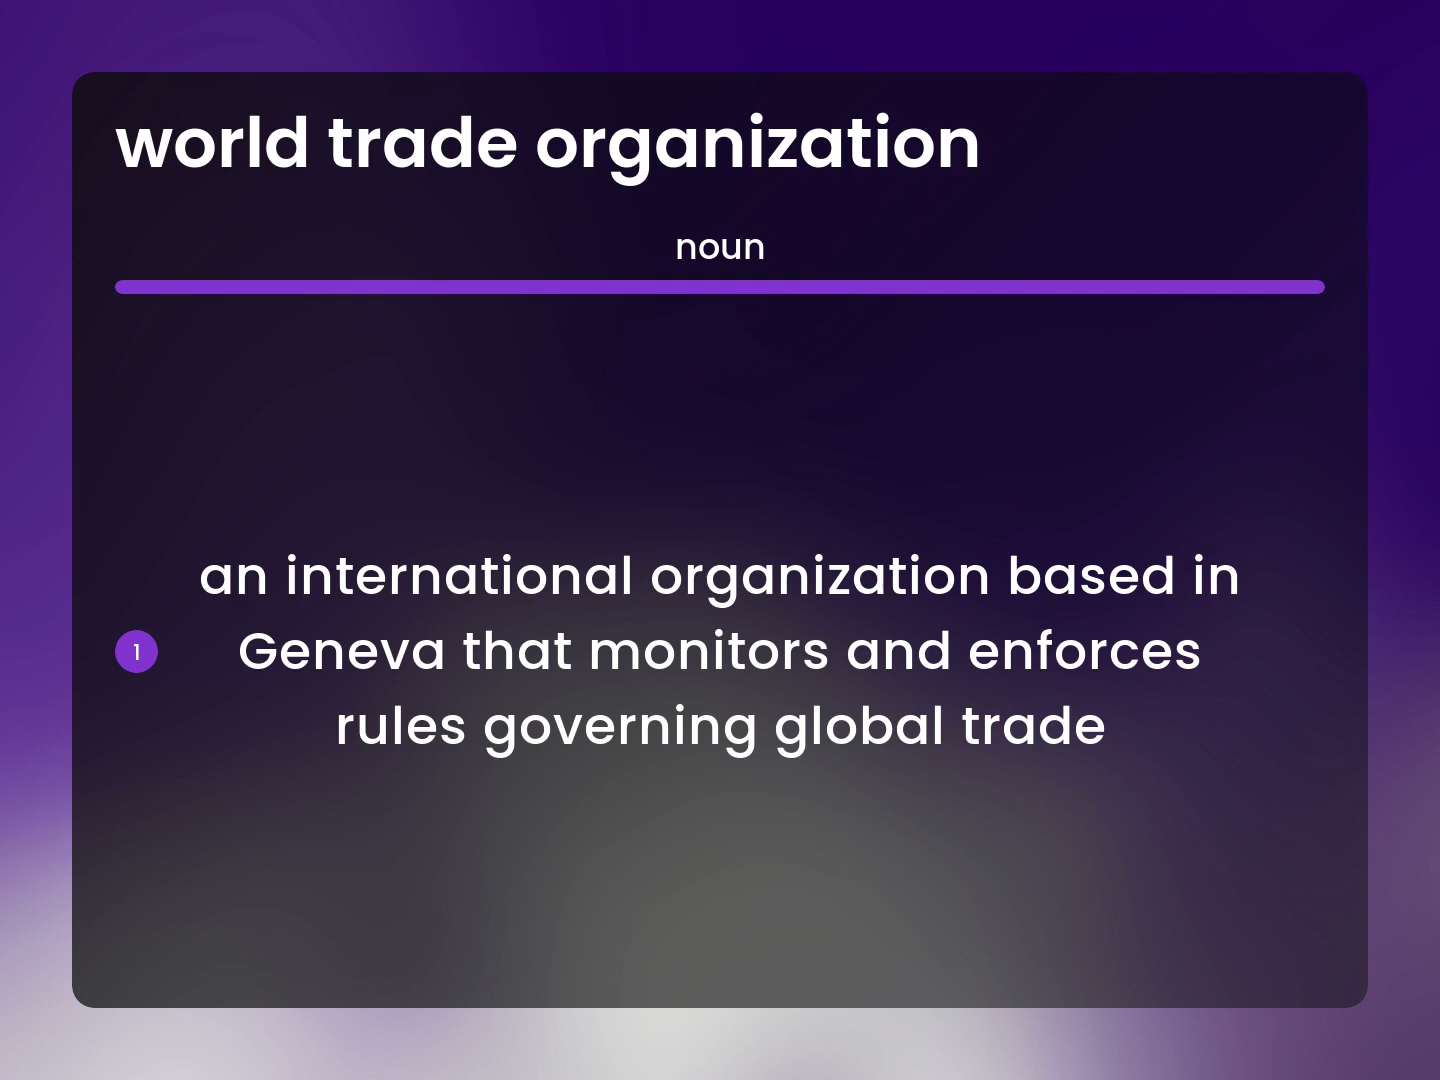 world trade organization
noun
an international organization based in
1 Geneva that monitors and enforces
rules governing global trade